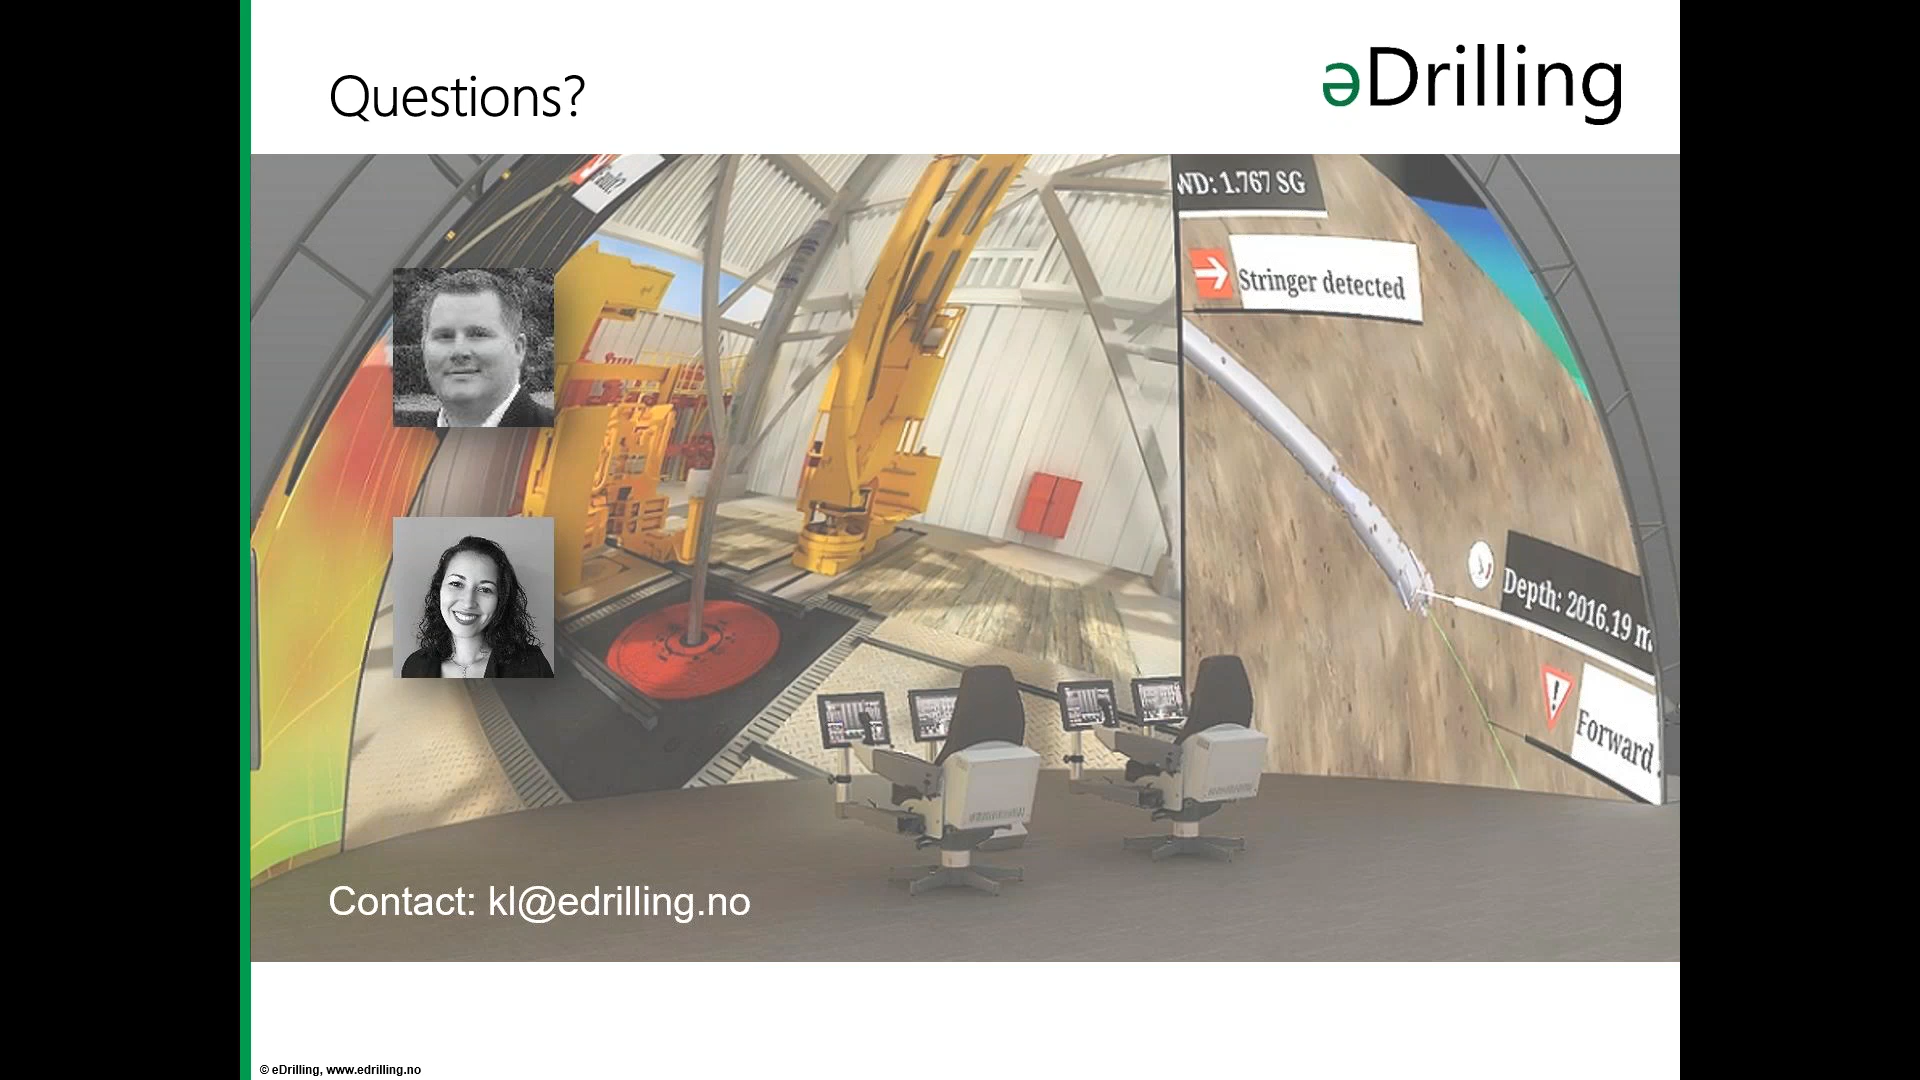 Questions?
əDrilling
WD: 1.767 SG
Stringer detected
Depth: 2016.19 m
Forward
Contact: kl@edrilling.no
© eDrilling, www.edrilling.no